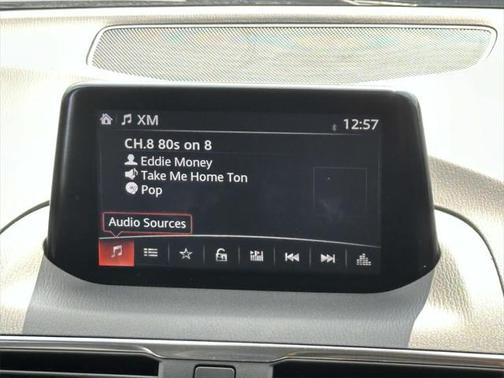 XM 12:57
CH.8 80s on 8
Eddie Money
Take Me Home Ton
Pop
Audio Sources